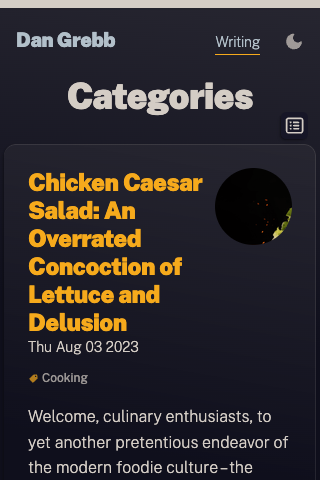 Dan Grebb
Writing
Categories
Chicken Caesar
Salad: An
Overrated
Concoction of
Lettuce and
Delusion
Thu Aug 03 2023
Cooking
Welcome, culinary enthusiasts, to
yet another pretentious endeavor of
the modern foodie culture–the